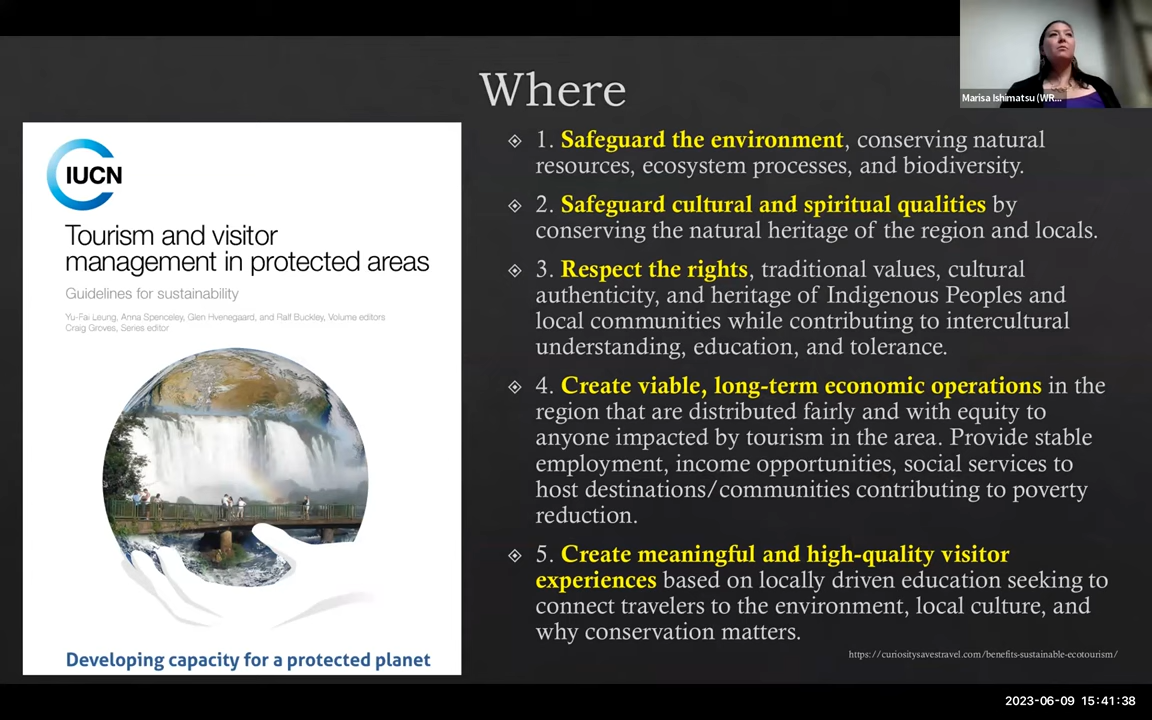 Where
Marisa Ishimatsu (WR...
IUCN
Tourism and visitor
management in protected areas
Guidelines for sustainability
Yu-Fai Leung, Anna Spenceley, Glen Hvenegaard, and Ralf Buckley, Volume editors
Craig Groves, Series editor
Developing capacity for a protected planet
1. Safeguard the environment, conserving natural
resources, ecosystem processes, and biodiversity.
2. Safeguard cultural and spiritual qualities by
conserving the natural heritage of the region and locals.
3. Respect the rights, traditional values, cultural
authenticity, and heritage of Indigenous Peoples and
local communities while contributing to intercultural
understanding, education, and tolerance.
4. Create viable, long-term economic operations in the
region that are distributed fairly and with equity to
anyone impacted by tourism in the area. Provide stable
employment, income opportunities, social services to
host destinations/communities contributing to poverty
reduction.
5. Create meaningful and high-quality visitor
experiences based on locally driven education seeking to
connect travelers to the environment, local culture, and
why conservation matters.
https://curiositysavestravel.com/benefits-sustainable-ecotourism/
2023-06-09 15:41:38